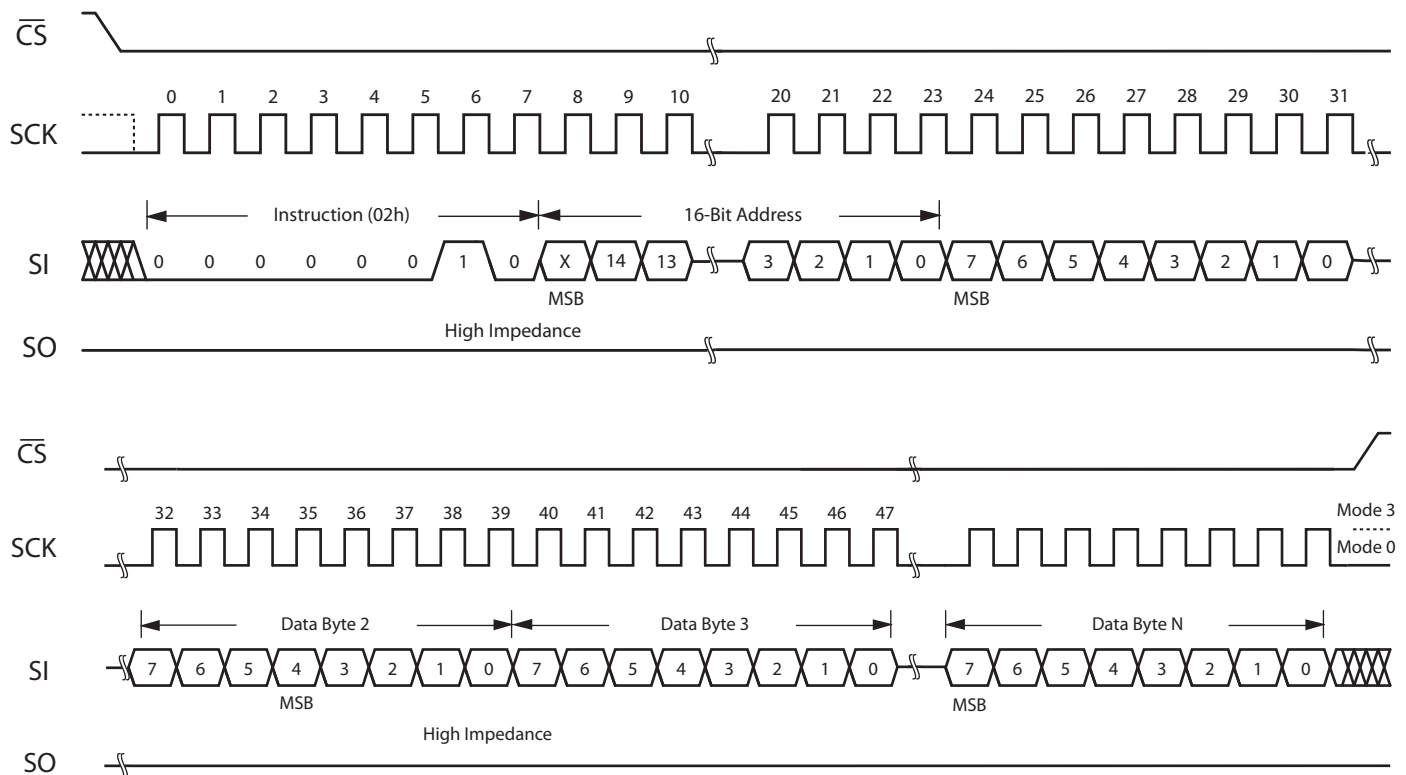 CS
0 1 2 3 4 5 6 7 8 9 10 20 21 22 23 24 25 26 27 28 29 30 31
SCK
Instruction (02h) 16-Bit Address
SI 0 0 0 0 0 0 1 0 X 14 13 3 2 1 0 7 6 5 4 3 2 1 0
MSB MSB
High Impedance
SO
CS
32 33 34 35 36 37 38 39 40 41 42 43 44 45 46 47 Mode 3
SCK Mode 0
Data Byte 2 Data Byte 3 Data Byte N
SI 7 6 5 4 3 2 1 0 7 6 5 4 3 2 1 0 7 6 5 4 3 2 1 0
MSB MSB
High Impedance
SO